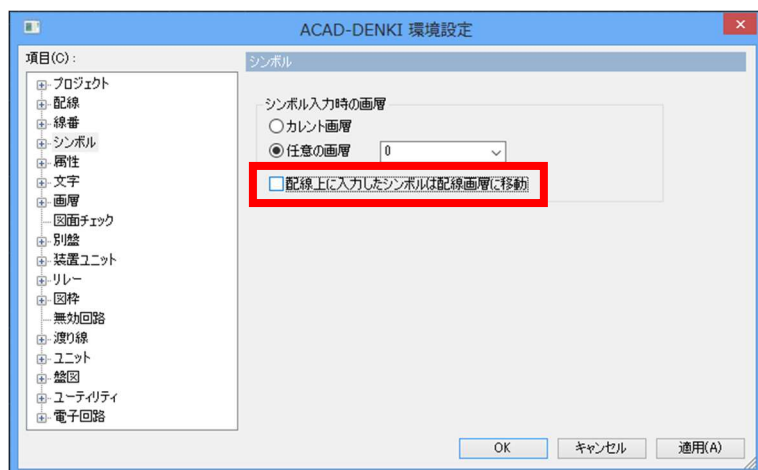 ACAD-DENKI 環境設定
項目(C) :
プロジェクト
配線
線番
シンボル
属性
文字
画層
図面チェック
別盤
装置ユニット
リレー
図枠
無効回路
渡り線
ユニット
盤図
ユーティリティ
電子回路
シンボル
シンボル入力時の画層
カレント画層
任意の画層 0
配線上に入力したシンボルは配線画層に移動
OK キャンセル 適用(A)